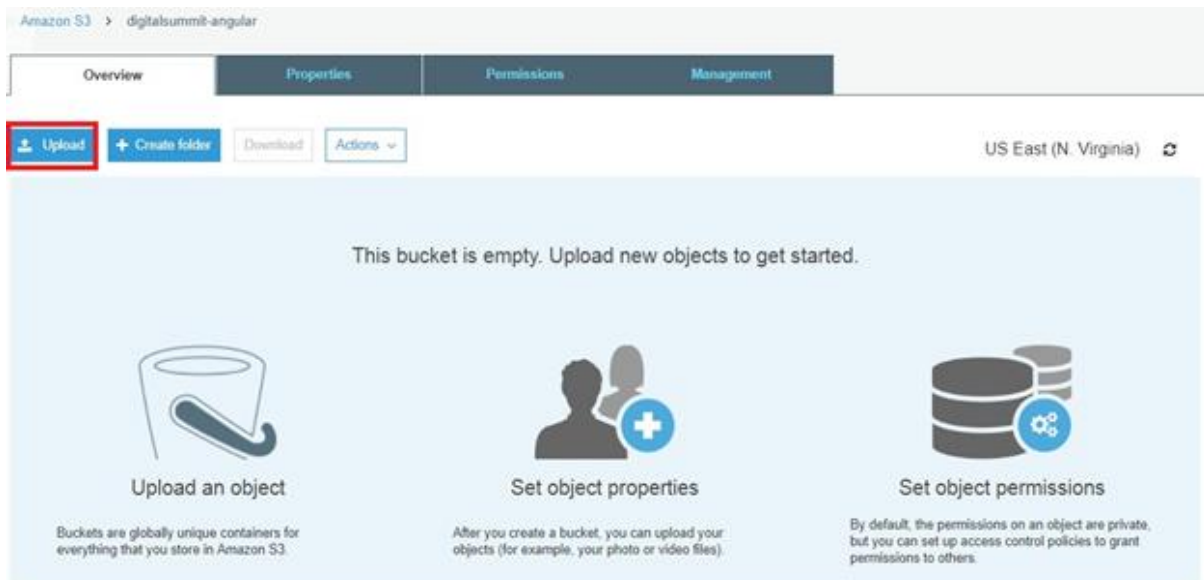 Amazon S3 > digitalsummit-angular
Overview Properties Permissions Management
Upload + Create folder Download Actions
US East (N. Virginia)
This bucket is empty. Upload new objects to get started.
Upload an object
Buckets are globally unique containers for
everything that you store in Amazon S3.
Set object properties
After you create a bucket, you can upload your
objects (for example, your photo or video files).
Set object permissions
By default, the permissions on an object are private,
but you can set up access control policies to grant
permissions to others.